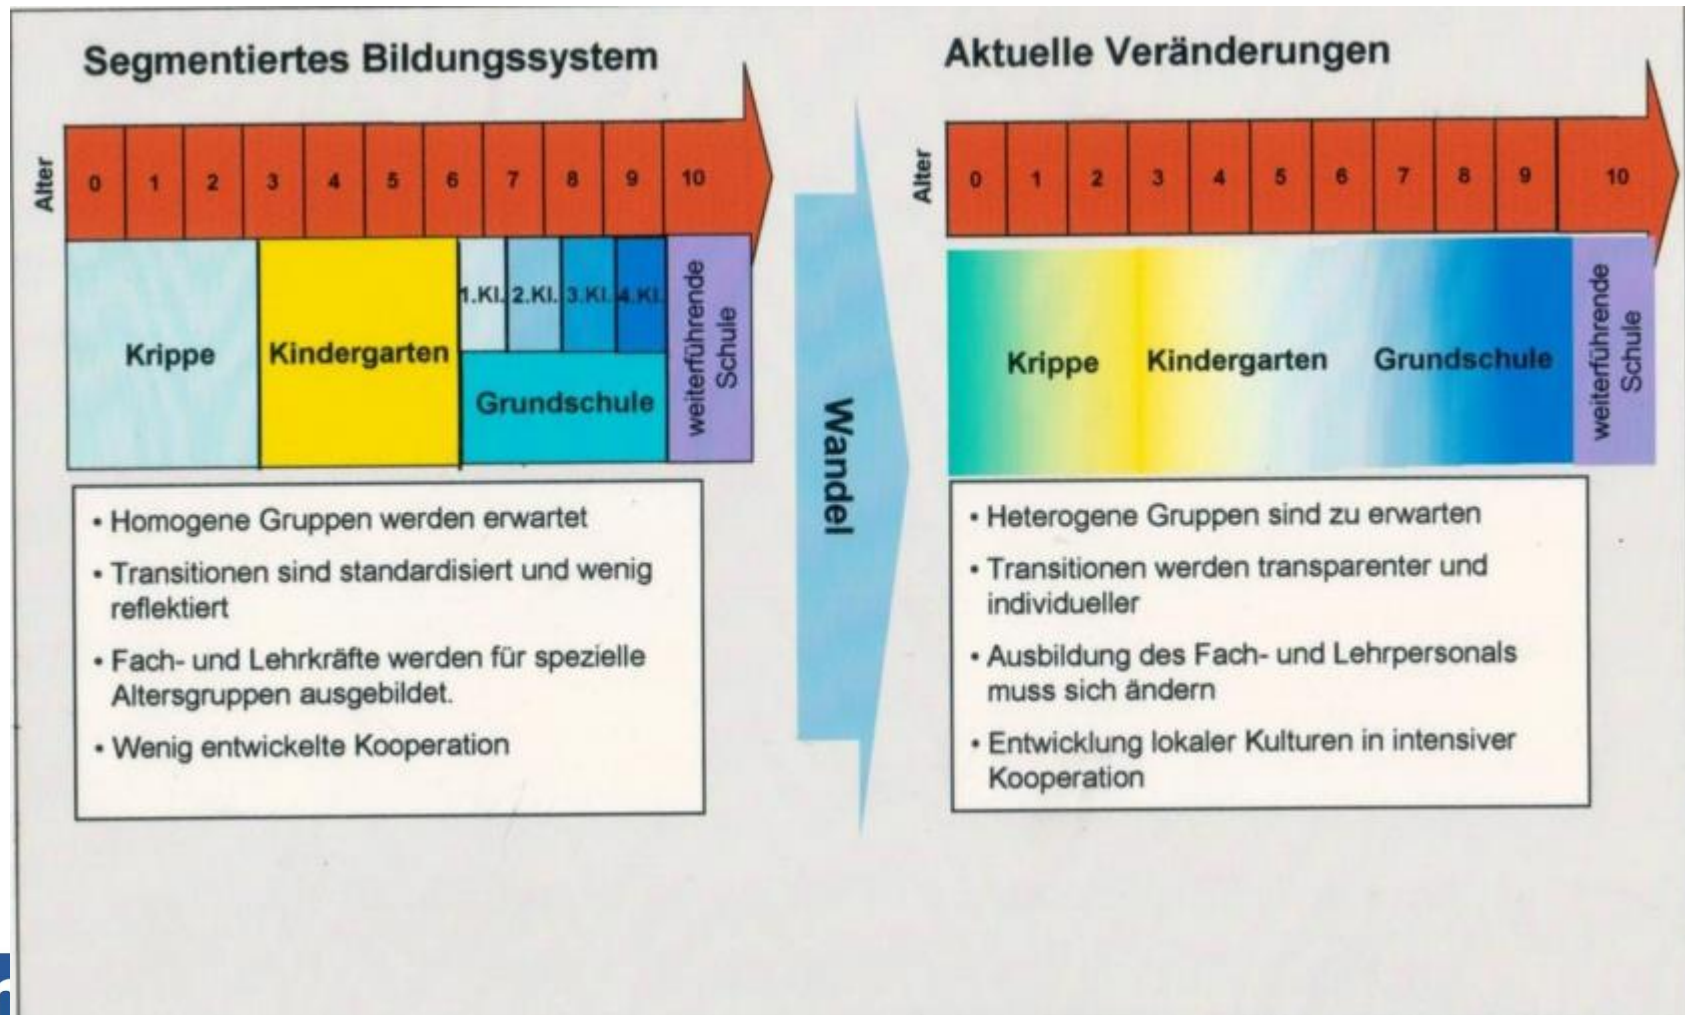 Segmentiertes Bildungssystem
Alter
0 1 2 3 4 5 6 7 8 9 10
Krippe
Kindergarten
1.Kl. 2.Kl. 3.Kl. 4.Kl.
Grundschule
weiterführende
Schule
• Homogene Gruppen werden erwartet
• Transitionen sind standardisiert und wenig
reflektiert
• Fach- und Lehrkräfte werden für spezielle
Altersgruppen ausgebildet.
• Wenig entwickelte Kooperation
Wandel
Aktuelle Veränderungen
Alter
0 1 2 3 4 5 6 7 8 9 10
Krippe
Kindergarten
Grundschule
weiterführende
Schule
• Heterogene Gruppen sind zu erwarten
• Transitionen werden transparenter und
individueller
• Ausbildung des Fach- und Lehrpersonals
muss sich ändern
• Entwicklung lokaler Kulturen in intensiver
Kooperation